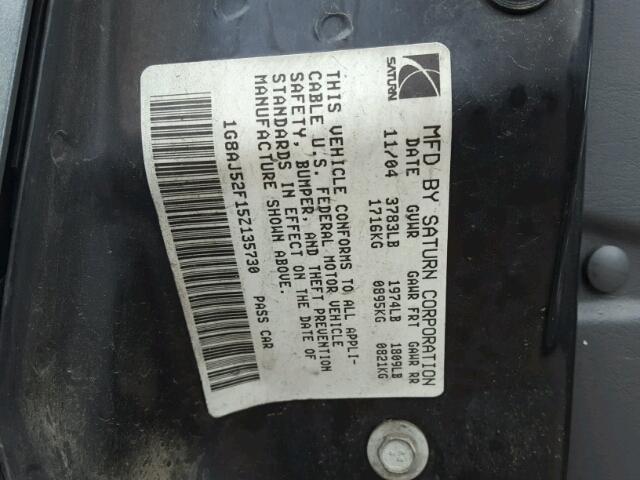 SATURN
MFD BY SATURN CORPORATION
DATE GVWR GAWR FRT GAWR RR
11/04 3783LB 1974LB 1809LB
1716KG 0895KG 0821KG
THIS VEHICLE CONFORMS TO ALL APPLI-
CABLE U.S. FEDERAL MOTOR VEHICLE
SAFETY, BUMPER, AND THEFT PREVENTION
STANDARDS IN EFFECT ON THE DATE OF
MANUFACTURE SHOWN ABOVE.
1G8AJ52F15Z135730 PASS CAR